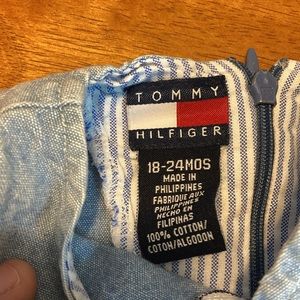 TOMMY
HILFIGER
18-24MOS
MADE IN
PHILIPPINES
FABRIQUE AUX
PHILIPPINES
HECHO EN
FILIPINAS
100% COTTON/
COTON/ALGODON